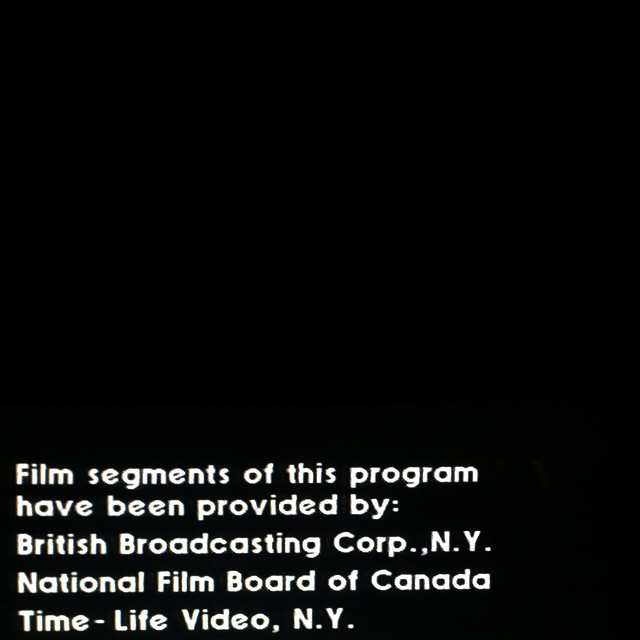 Film segments of this program
have been provided by:
British Broadcasting Corp.,N.Y.
National Film Board of Canada
Time-Life Video, N.Y.